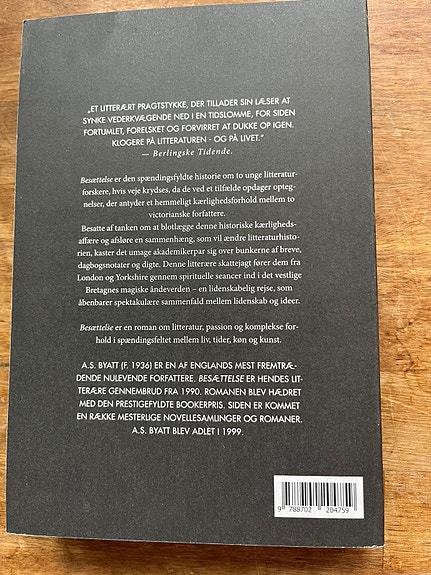 „ET LITTERÆRT PRAGTSTYKKE, DER TILLADER SIN LÆSER AT
SYNKE VEDERKVÆGENDE NED I EN TIDSLOMME, FOR SIDEN
FORTUMLET, FORELSKET OG FORVIRRET AT DUKKE OP IGEN.
KLOGERE PÅ LITTERATUREN - OG PÅ LIVET.”
— Berlingske Tidende.
Besættelse er den spændingsfyldte historie om to unge litteratur-
forskere, hvis veje krydses, da de ved et tilfælde opdager opteg-
nelser, der antyder et hemmeligt kærlighedsforhold mellem to
victorianske forfattere.
Besatte af tanken om at blotlægge denne historiske kærligheds-
affære og afsløre en sammenhæng, som vil ændre litteraturhisto-
rien, kaster det umage akademikerpar sig over bunkerne af breve,
dagbogsnotater og digte. Denne litterære skattejagt fører dem fra
London og Yorkshire gennem spirituelle seancer ind i det vestlige
Bretagnes magiske åndeverden – en lidenskabelig rejse, som
åbenbarer spektakulære sammenfald mellem lidenskab og ideer.
Besættelse er en roman om litteratur, passion og komplekse for-
hold i spændingsfeltet mellem liv, tider, køn og kunst.
A.S. BYATT (F. 1936) ER EN AF ENGLANDS MEST FREMTRÆ-
DENDE NULEVENDE FORFATTERE. BESÆTTELSE ER HENDES LIT-
TERÆRE GENNEMBRUD FRA 1990. ROMANEN BLEV HÆDRET
MED DEN PRESTIGEFYLDTE BOOKERPRIS. SIDEN ER KOMMET
EN RÆKKE MESTERLIGE NOVELLESAMLINGER OG ROMANER.
A.S. BYATT BLEV ADLET I 1999.
9 788702 204759